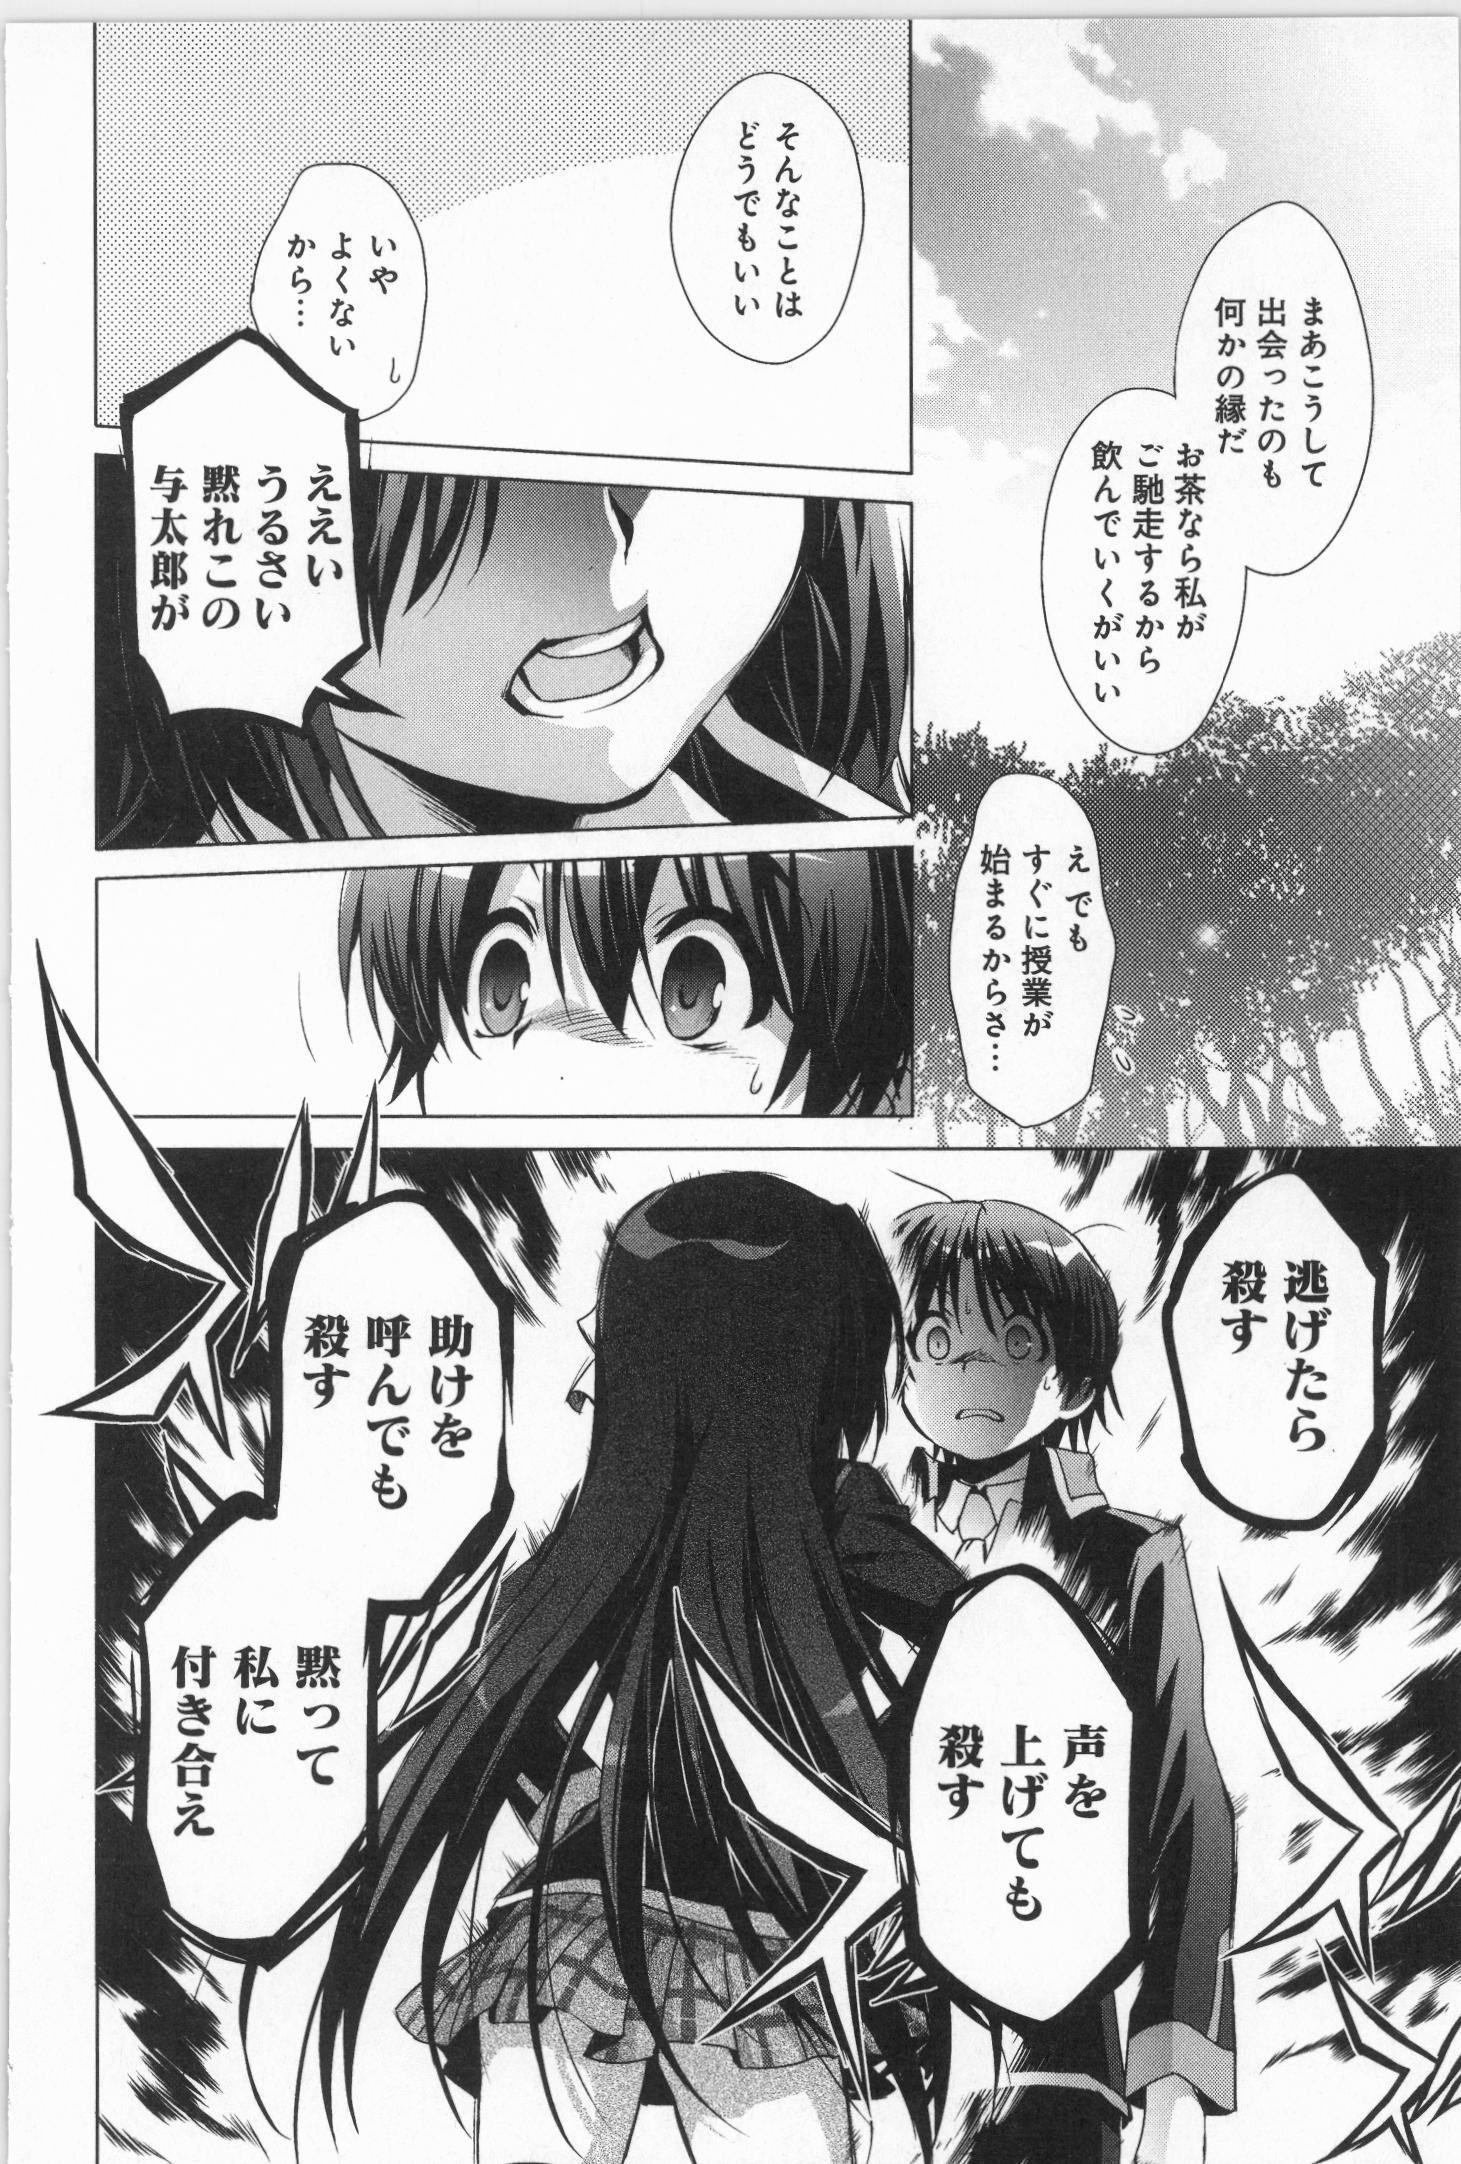 まあこうして
出会ったのも
何かの縁だ
お茶なら私が
ご馳走するから
飲んでいくがいい
え でも
すぐに授業が
始まるからさ…
そんなことは
どうでもいい
いや
よくない
から…
ええい
うるさい
黙れこの
与太郎が
逃げたら
殺す
声を
上げても
殺す
助けを
呼んでも
殺す
黙って
私に
付き合え